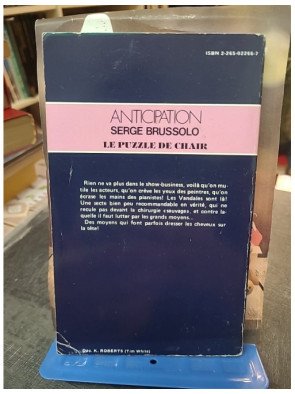 ISBN 2-265-02266-7
ANTICIPATION
SERGE BRUSSOLO
LE PUZZLE DE CHAIR
Rien ne va plus dans le show-business, voilà qu'on mu-
tile les acteurs, qu'on crève les yeux des peintres, qu'on
écrase les mains des pianistes! Les Vandales sont là!
Une secte bien peu recommandable en vérité, qui ne
recule pas devant la chirurgie «sauvage», et contre la-
quelle il faut lutter par les grands moyens...
Des moyens qui font parfois dresser les cheveux sur
la tête!
Doc. K. ROBERTS (Tim White)